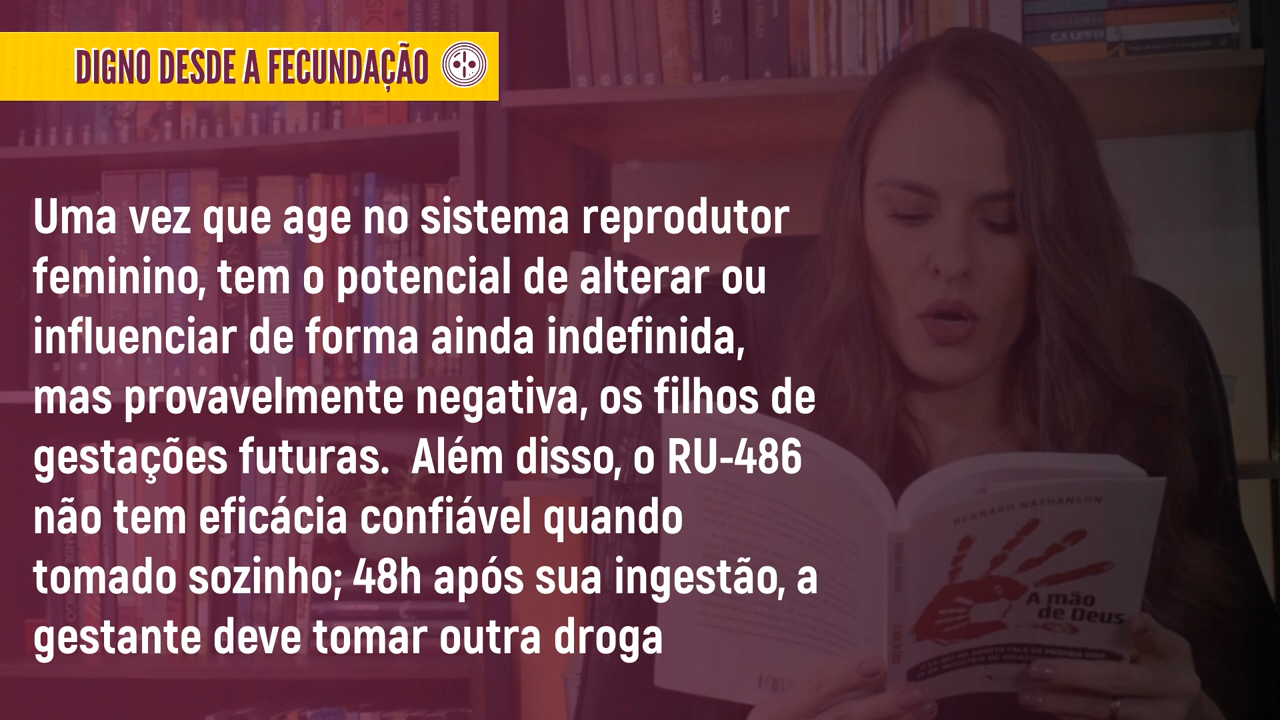 DIGNO DESDE A FECUNDAÇÃO
Uma vez que age no sistema reprodutor
feminino, tem o potencial de alterar ou
influenciar de forma ainda indefinida,
mas provavelmente negativa, os filhos de
gestações futuras.  Além disso, o RU-486
não tem eficácia confiável quando
tomado sozinho; 48h após sua ingestão, a
gestante deve tomar outra droga
BERNARD NATHANSON
A mão
de Deus